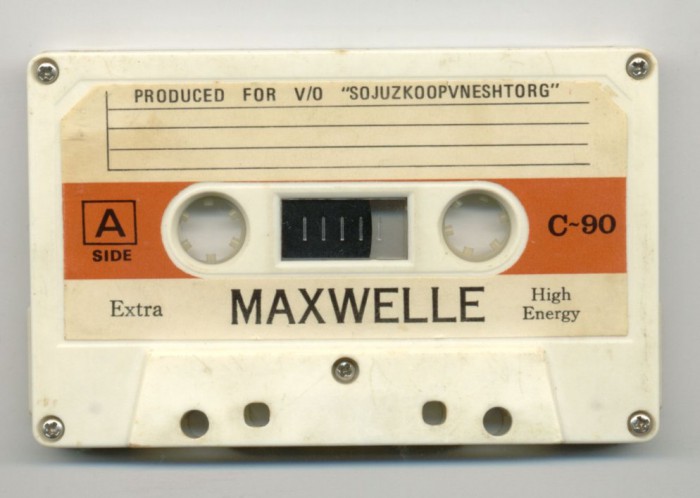 PRODUCED FOR V/O "SOJUZKOOPVNESHTORG"
A
SIDE
C~90
Extra
MAXWELLE
High
Energy